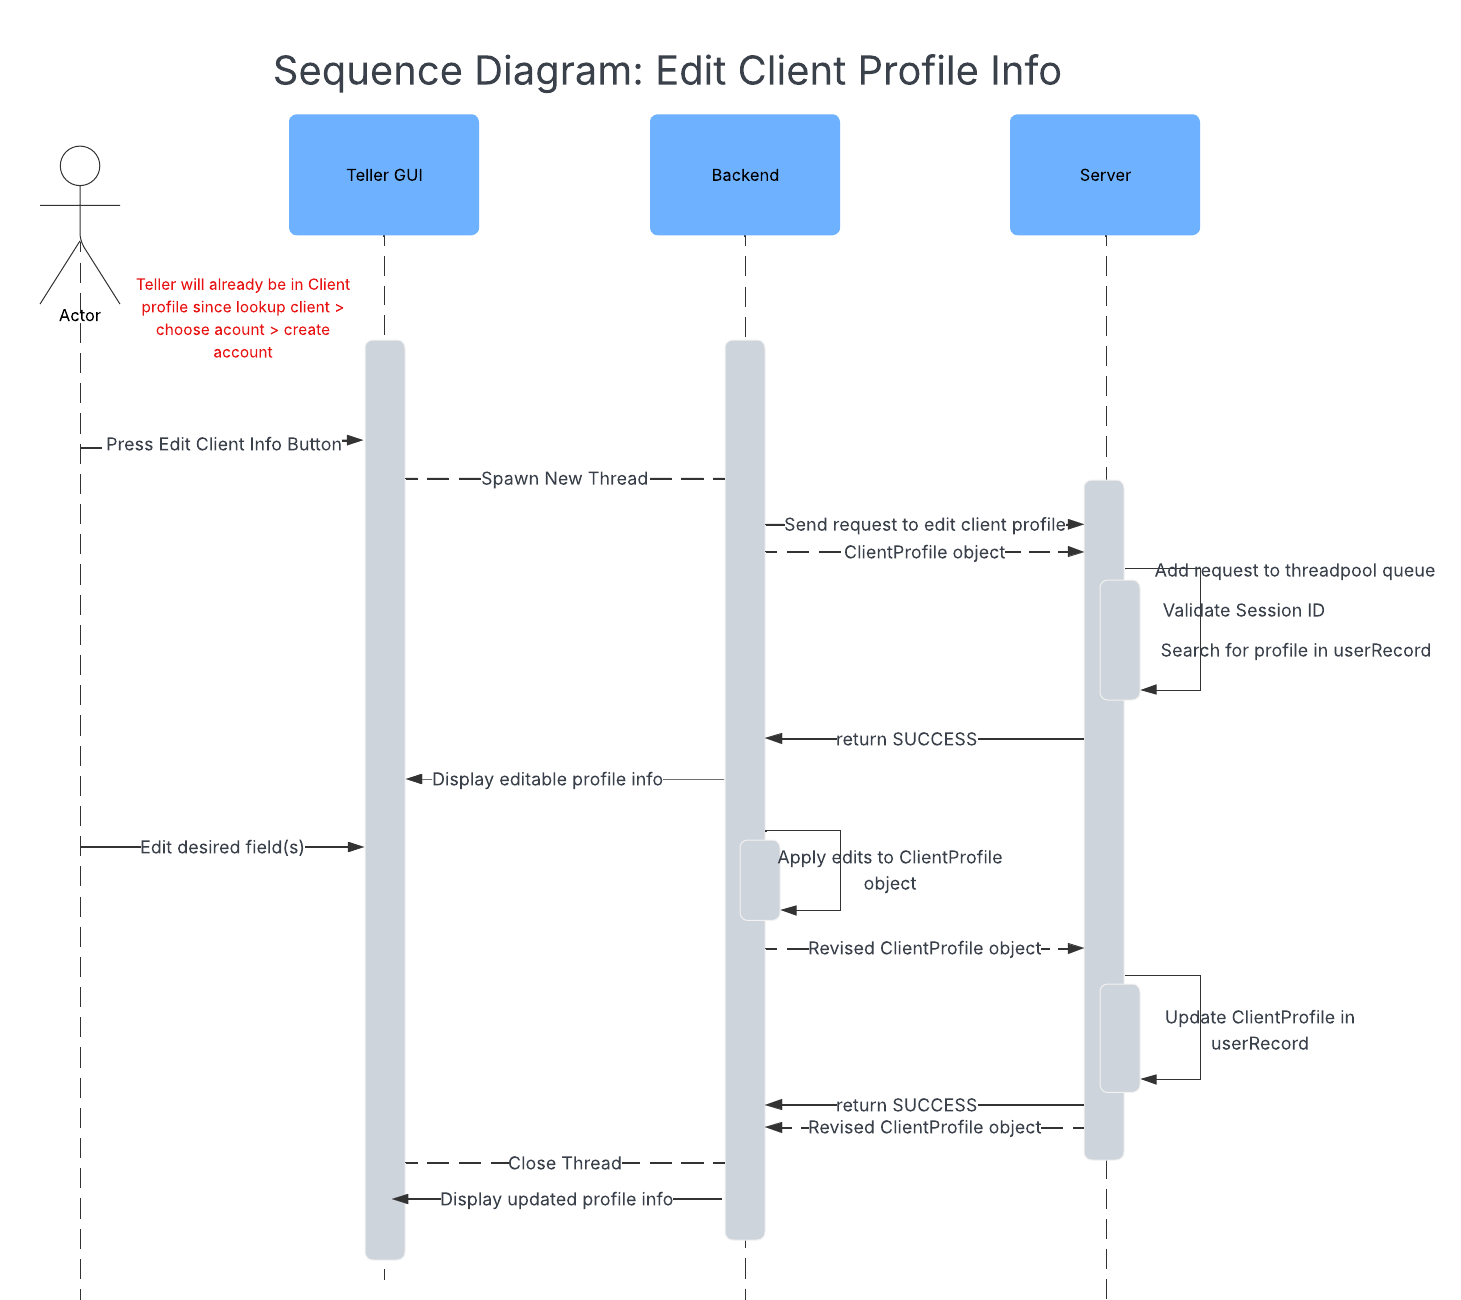 Sequence Diagram: Edit Client Profile Info
Teller GUI
Backend
Server
Actor
Teller will already be in Client
profile since lookup client >
choose acount > create
account
Press Edit Client Info Button
Spawn New Thread
Send request to edit client profile
ClientProfile object
Add request to threadpool queue
Validate Session ID
Search for profile in userRecord
return SUCCESS
Display editable profile info
Edit desired field(s)
Apply edits to ClientProfile
object
Revised ClientProfile object
Update ClientProfile in
userRecord
return SUCCESS
Revised ClientProfile object
Close Thread
Display updated profile info